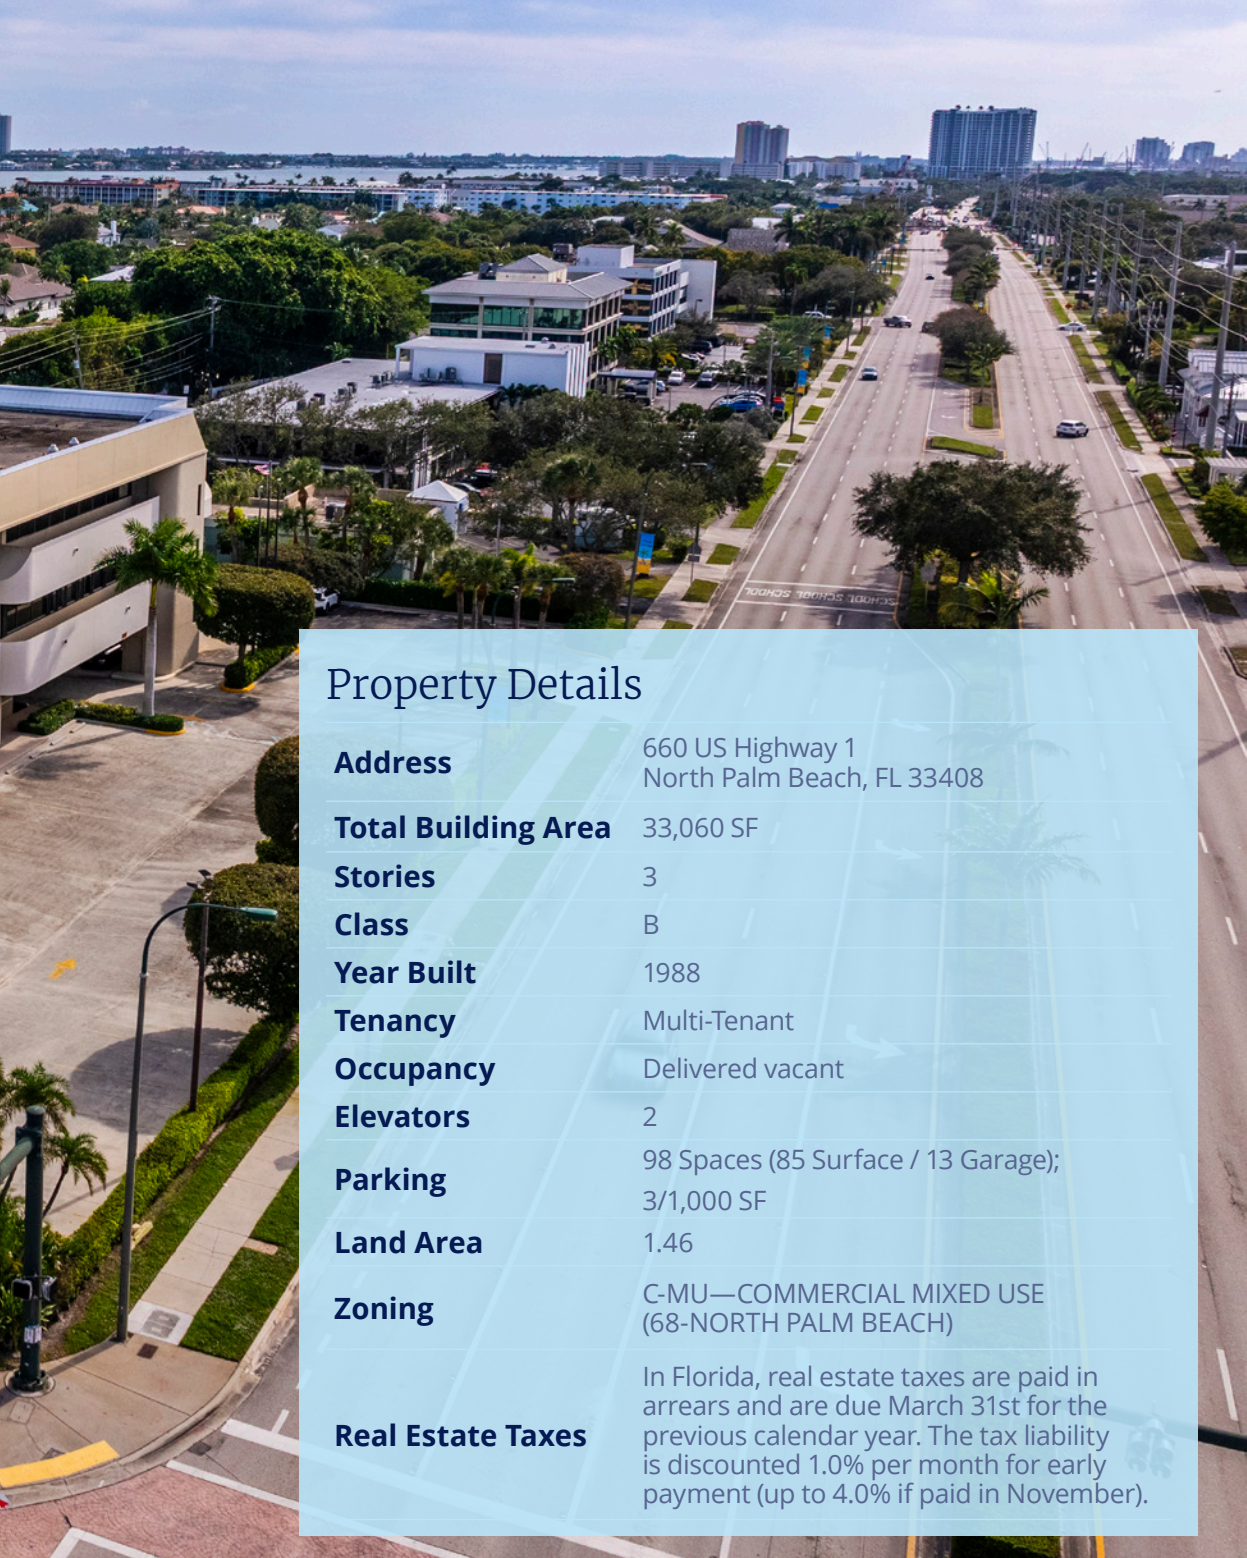 SCHOOL SCHOOL SCHOOL
Property Details
Address
660 US Highway 1
North Palm Beach, FL 33408
Total Building Area 33,060 SF
Stories 3
Class B
Year Built 1988
Tenancy Multi-Tenant
Occupancy Delivered vacant
Elevators 2
Parking
98 Spaces (85 Surface / 13 Garage);
3/1,000 SF
Land Area 1.46
Zoning
C-MU—COMMERCIAL MIXED USE
(68-NORTH PALM BEACH)
Real Estate Taxes
In Florida, real estate taxes are paid in
arrears and are due March 31st for the
previous calendar year. The tax liability
is discounted 1.0% per month for early
payment (up to 4.0% if paid in November).